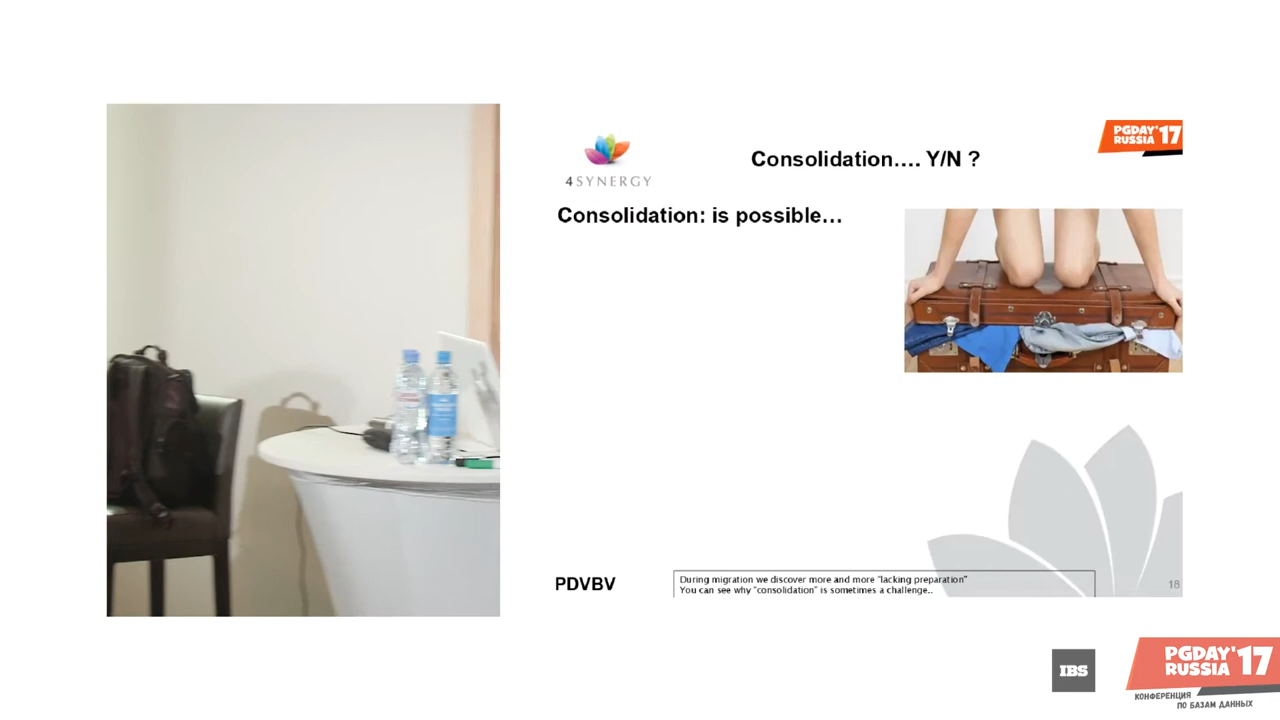 4SYNERGY
Consolidation…. Y/N ?
PGDAY'17
RUSSIA
Consolidation: is possible…
PDVBV
During migration we discover more and more "lacking preparation"
You can see why "consolidation" is sometimes a challenge..
18
IBS
PGDAY'17
RUSSIA
КОНФЕРЕНЦИЯ
ПО БАЗАМ ДАННЫХ